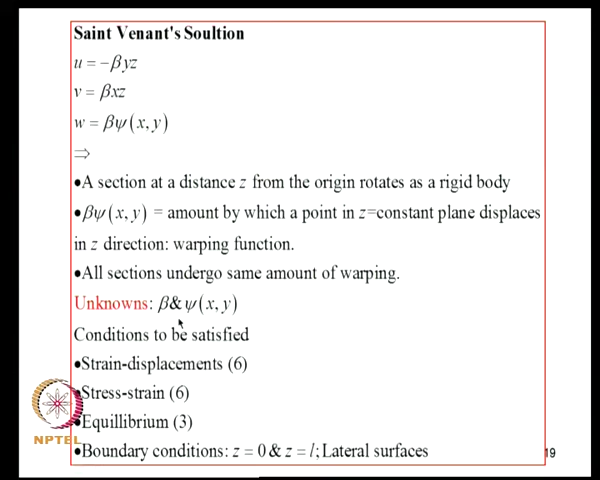 Saint Venant's Soultion
u = −βyz
v = βxz
w = βψ(x, y)
⇒
•A section at a distance z from the origin rotates as a rigid body
•βψ(x, y) = amount by which a point in z=constant plane displaces
in z direction: warping function.
•All sections undergo same amount of warping.
Unknowns: β&ψ(x, y)
Conditions to be satisfied
•Strain-displacements (6)
•Stress-strain (6)
•Equillibrium (3)
•Boundary conditions: z = 0 & z = l; Lateral surfaces
NPTEL
19